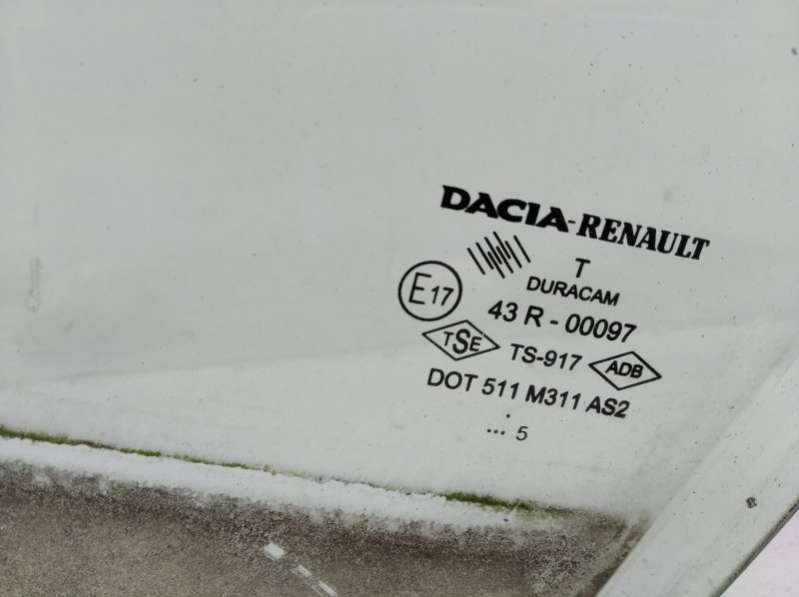 DACIA-RENAULT
T
DURACAM
E17
43 R - 00097
TSE TS-917 ADB
DOT 511 M311 AS2
.
... 5